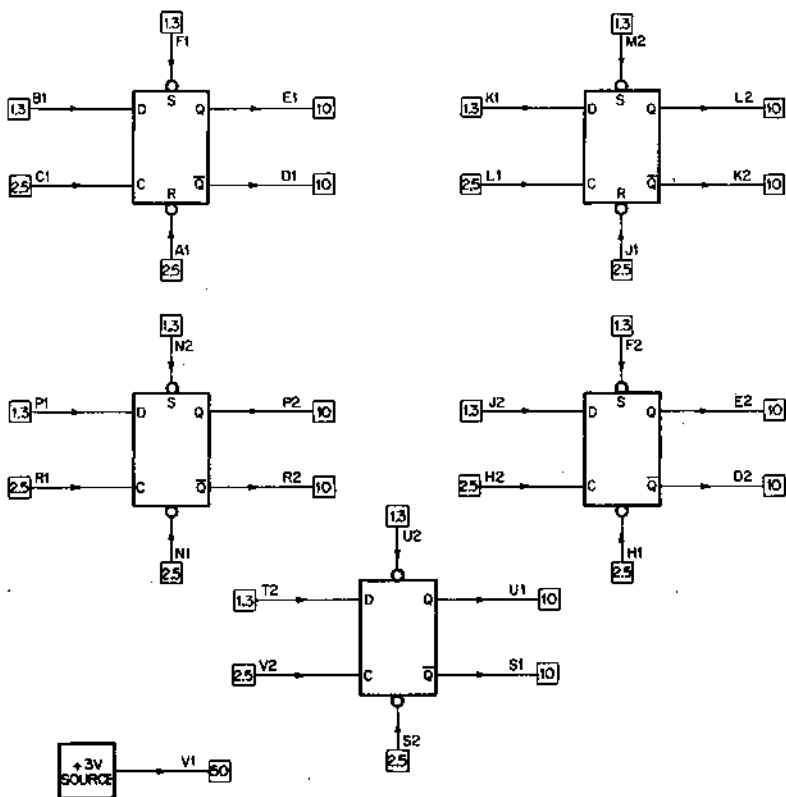 1.3
F1
1.3 B1 D S Q E1 10
2.5 C1 C R Q D1 10
A1
2.5
1.3
M2
1.3 K1 D S Q L2 10
2.5 L1 C R Q K2 10
J1
2.5
1.3
N2
1.3 P1 D S Q P2 10
2.5 R1 C Q R2 10
N1
2.5
1.3
F2
1.3 J2 D S Q E2 10
2.5 H2 C Q D2 10
H1
2.5
1.3
U2
1.3 T2 D Q U1 10
2.5 V2 C Q S1 10
S2
2.5
+3V
SOURCE
V1 50